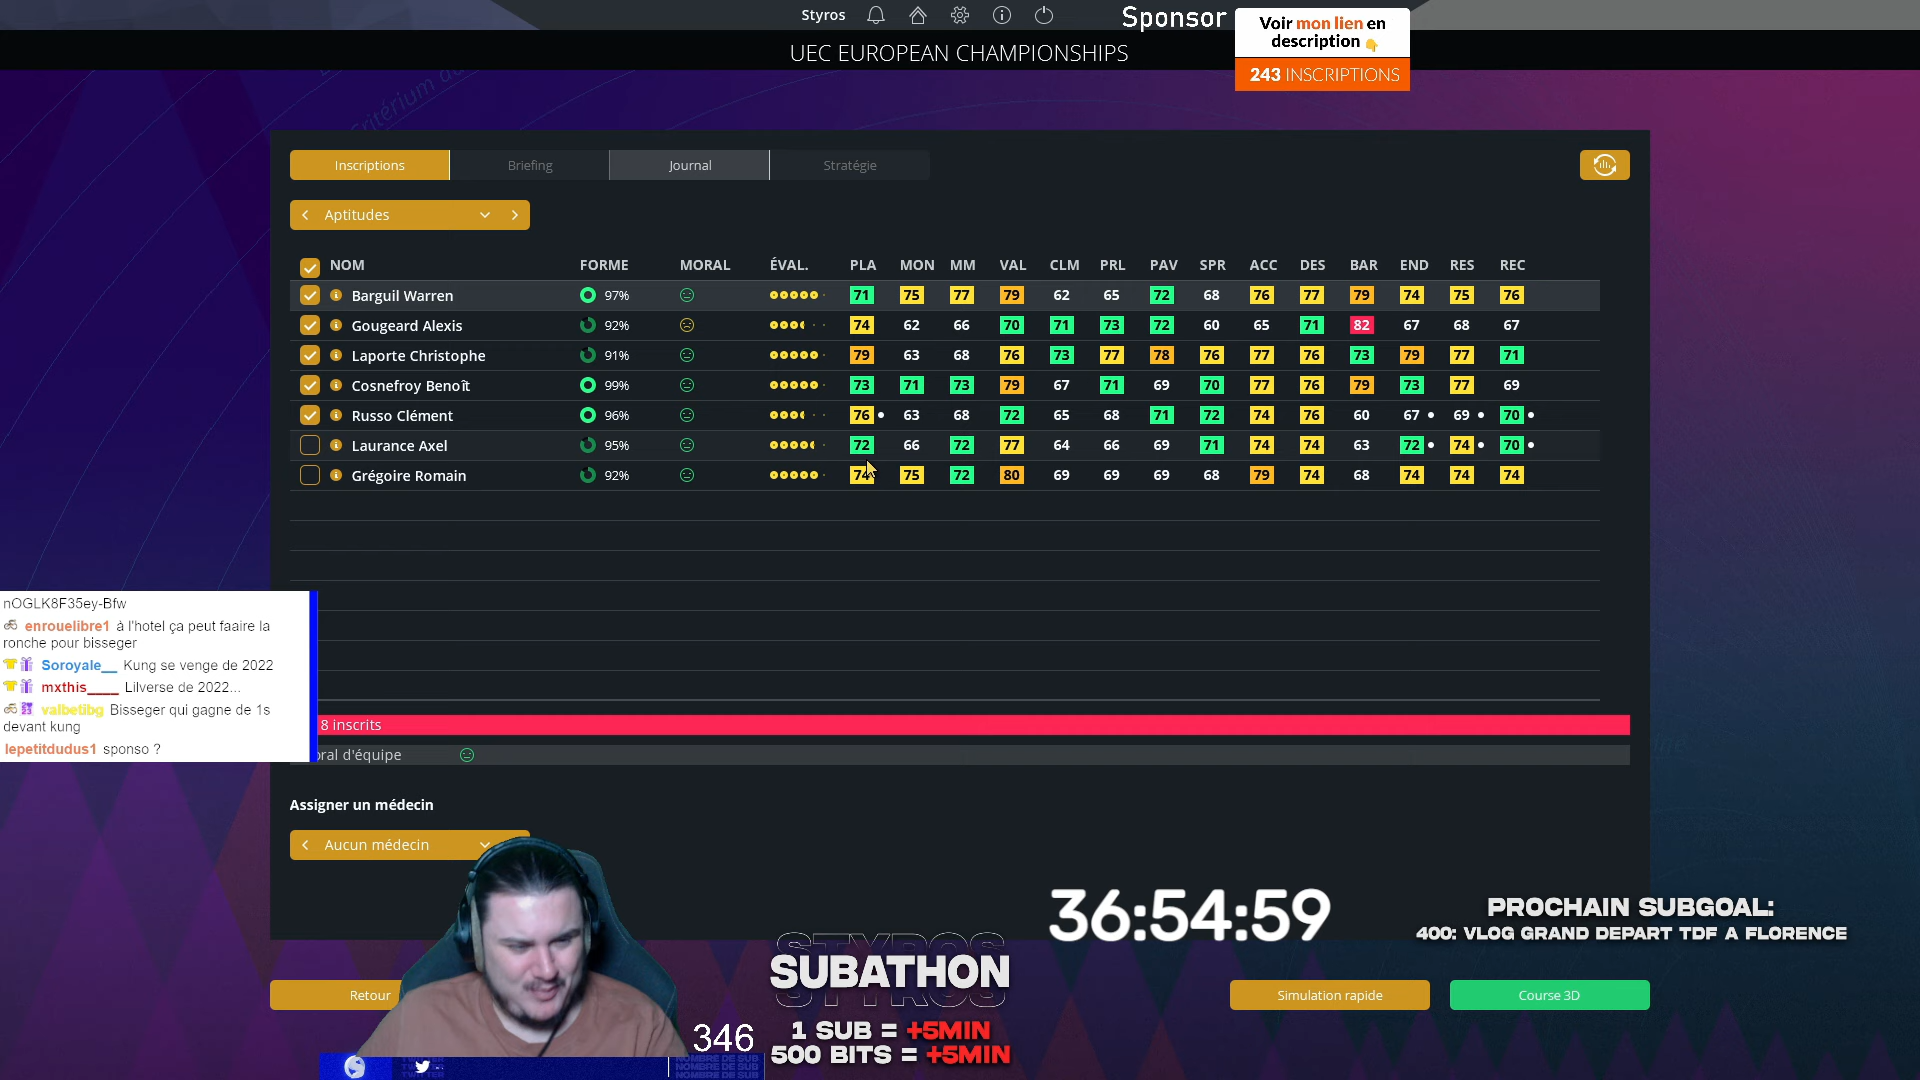 Styros
Sponsor
Voir mon lien en
description 👇
243 INSCRIPTIONS
UEC EUROPEAN CHAMPIONSHIPS
Inscriptions Briefing Journal Stratégie
Aptitudes
NOM FORME MORAL ÉVAL. PLA MON MM VAL CLM PRL PAV SPR ACC DES BAR END RES REC
Barguil Warren 97% 71 75 77 79 62 65 72 68 76 77 79 74 75 76
Gougeard Alexis 92% 74 62 66 70 71 73 72 60 65 71 82 67 68 67
Laporte Christophe 91% 79 63 68 76 73 77 78 76 77 76 73 79 77 71
Cosnefroy Benoît 99% 73 71 73 79 67 71 69 70 77 76 79 73 77 69
Russo Clément 96% 76 63 68 72 65 68 71 72 74 76 60 67 69 70
Laurance Axel 95% 72 66 72 77 64 66 69 71 74 74 63 72 74 70
Grégoire Romain 92% 74 75 72 80 69 69 69 68 79 74 68 74 74 74
nOGLK8F35ey-Bfw
enrouelibre1 à l'hotel ça peut faaire la
ronche pour bisseger
Soroyale__ Kung se venge de 2022
mxthis____ Lilverse de 2022...
valbetibg Bisseger qui gagne de 1s
devant kung
lepetitdudus1 sponso ?
8 inscrits
oral d'équipe
Assigner un médecin
Aucun médecin
36:54:59
PROCHAIN SUBGOAL:
400: VLOG GRAND DEPART TDF A FLORENCE
STYROS
SUBATHON
Retour
Simulation rapide
Course 3D
346
1 SUB = +5MIN
500 BITS = +5MIN
NOMBRE DE SUB